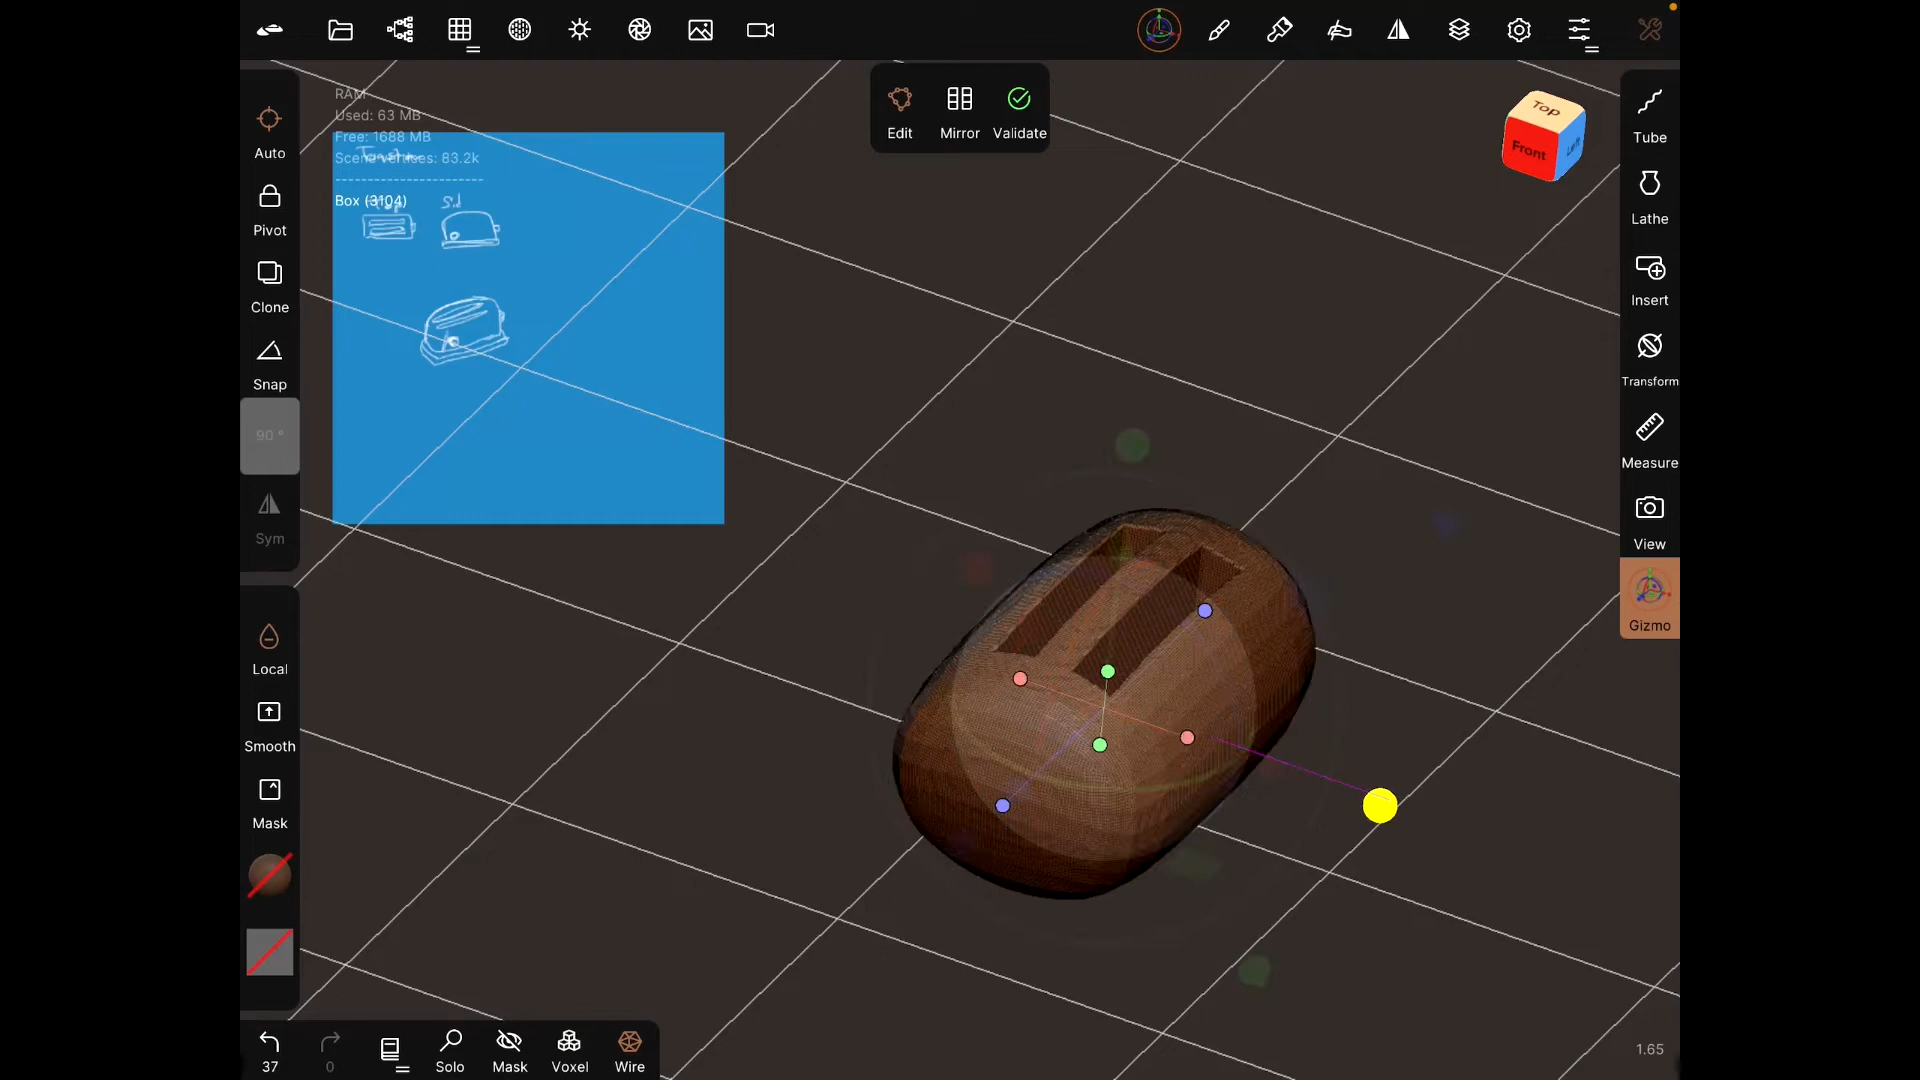 RAM
Used: 63 MB
Free: 1688 MB
Scene vertises: 83.2k
-------------------------
Box (3104)
Edit
Mirror
Validate
Top
Front
Left
Auto
Pivot
Clone
Snap
90 °
Sym
Local
Smooth
Mask
Tube
Lathe
Insert
Transform
Measure
View
Gizmo
37
0
Solo
Mask
Voxel
Wire
1.65